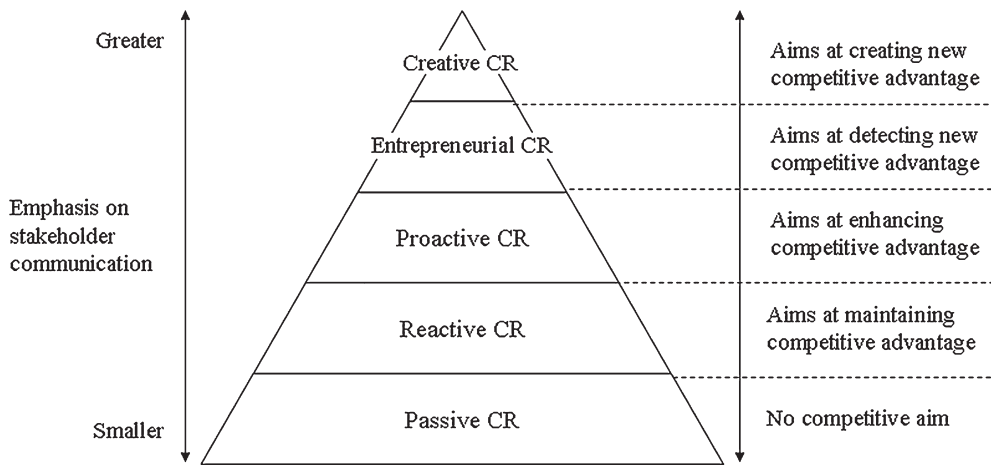 Greater
Creative CR
Aims at creating new
competitive advantage
Entrepreneurial CR
Aims at detecting new
competitive advantage
Emphasis on
stakeholder
communication
Proactive CR
Aims at enhancing
competitive advantage
Reactive CR
Aims at maintaining
competitive advantage
Smaller
Passive CR
No competitive aim